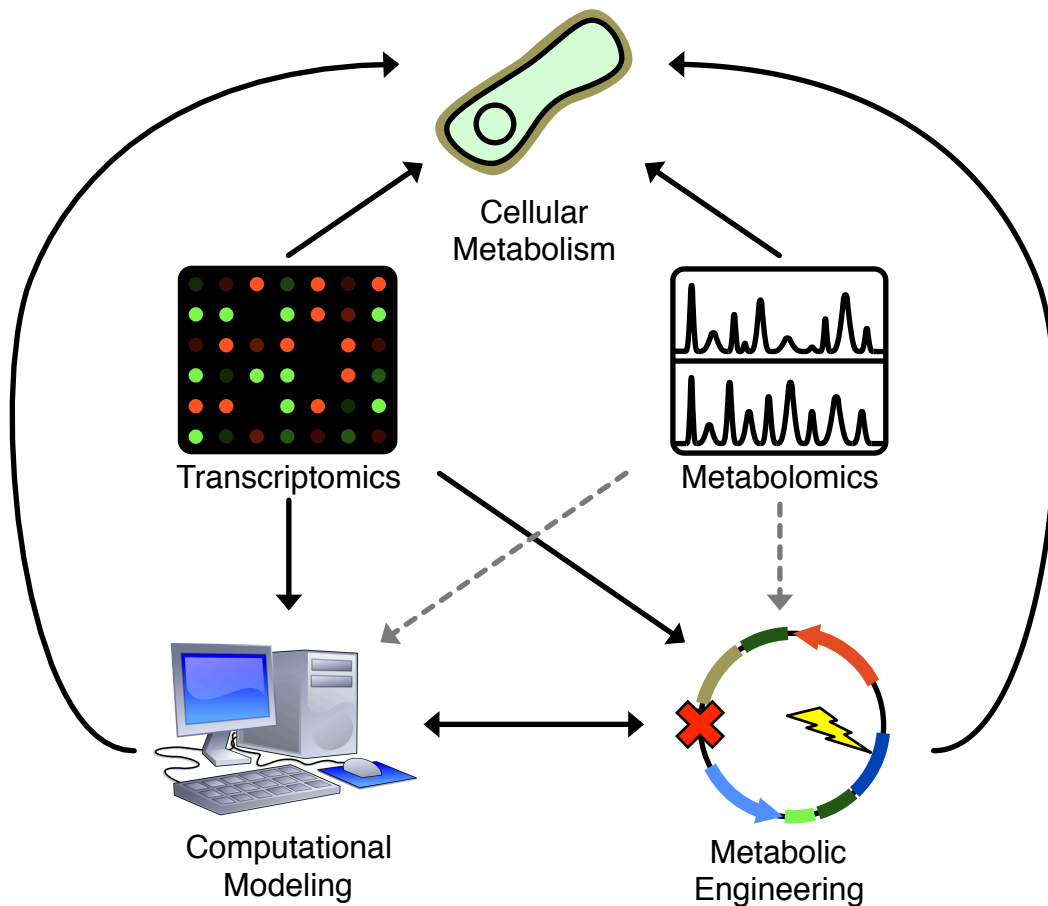 Cellular
Metabolism
Transcriptomics
Metabolomics
Computational
Modeling
Metabolic
Engineering